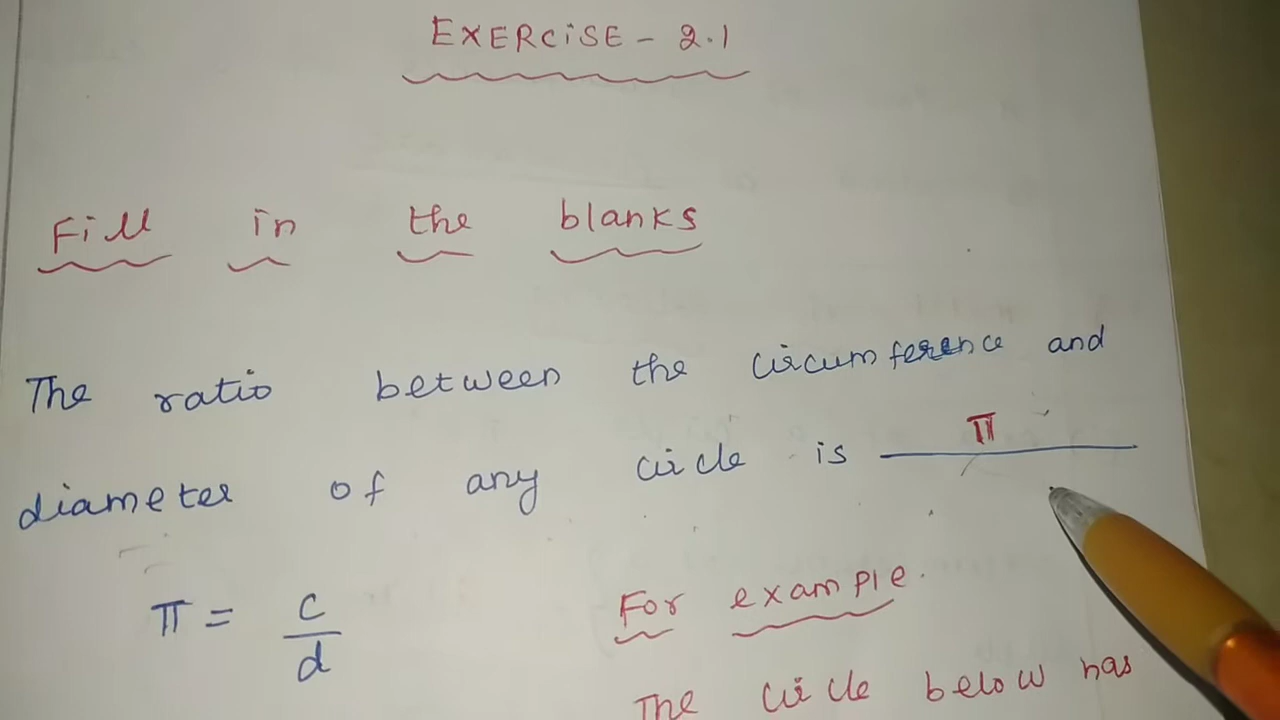 EXERCISE - 2.1
Fill in the blanks
The ratio between the circumference and
diameter of any circle is π
π = c/d
For example.
The circle below has